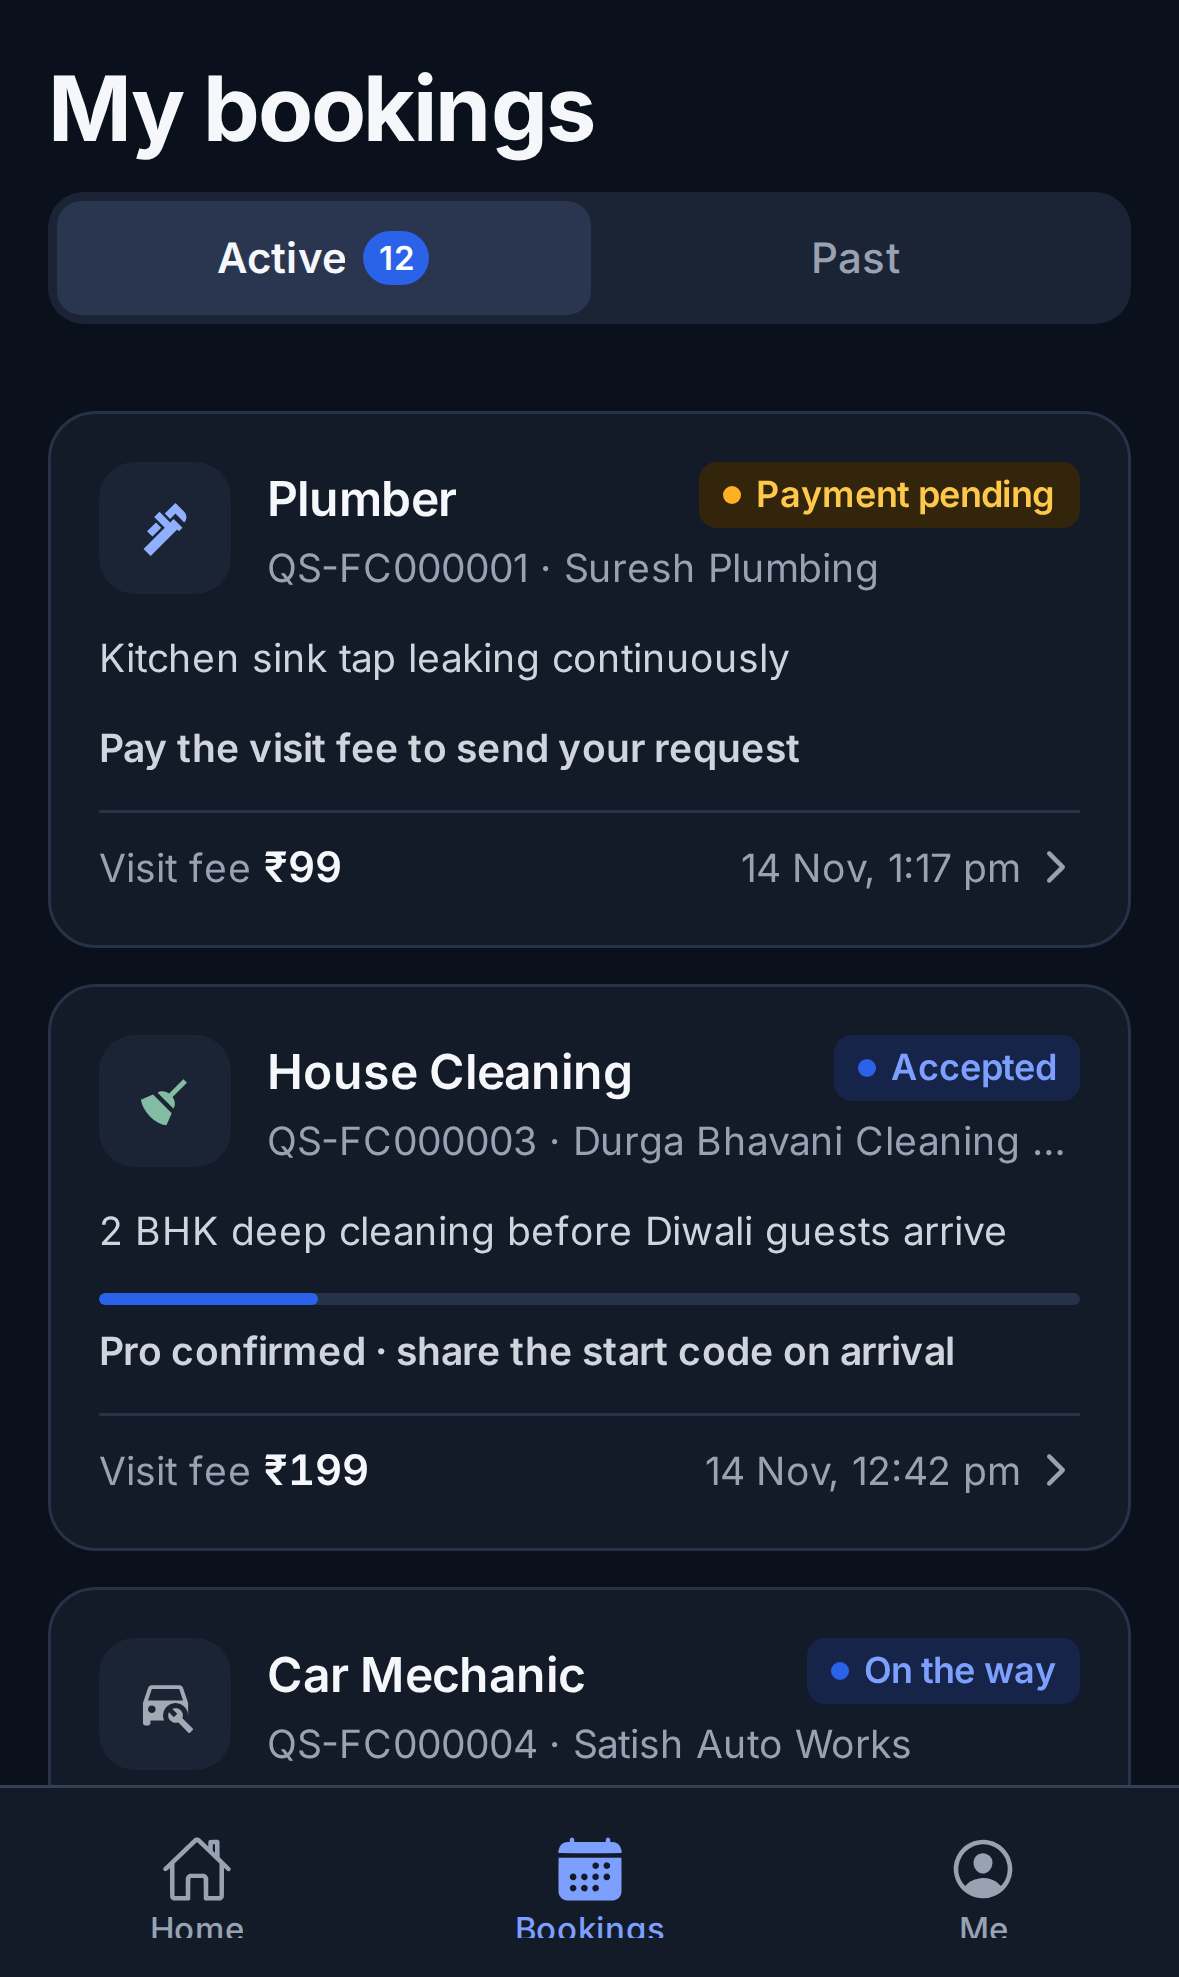 My bookings
Active 12
Past
Plumber
Payment pending
QS-FC000001 · Suresh Plumbing
Kitchen sink tap leaking continuously
Pay the visit fee to send your request
Visit fee ₹99
14 Nov, 1:17 pm
House Cleaning
Accepted
QS-FC000003 · Durga Bhavani Cleaning ...
2 BHK deep cleaning before Diwali guests arrive
Pro confirmed · share the start code on arrival
Visit fee ₹199
14 Nov, 12:42 pm
Car Mechanic
On the way
QS-FC000004 · Satish Auto Works
Home
Bookings
Me